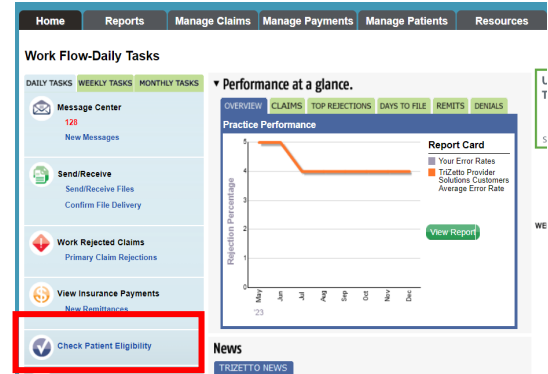 Home Reports Manage Claims Manage Payments Manage Patients Resources
Work Flow-Daily Tasks
DAILY TASKS WEEKLY TASKS MONTHLY TASKS
Message Center
128
New Messages
Send/Receive
Send/Receive Files
Confirm File Delivery
Work Rejected Claims
Primary Claim Rejections
View Insurance Payments
New Remittances
Check Patient Eligibility
▾ Performance at a glance.
OVERVIEW CLAIMS TOP REJECTIONS DAYS TO FILE REMITS DENIALS
Practice Performance
Rejection Percentage
5
4
3
2
1
0
May Jun Jul Aug Sep Oct Nov Dec
'23
Report Card
Your Error Rates
TriZetto Provider
Solutions Customers
Average Error Rate
View Report
News
TRIZETTO NEWS
U
T
S
WE